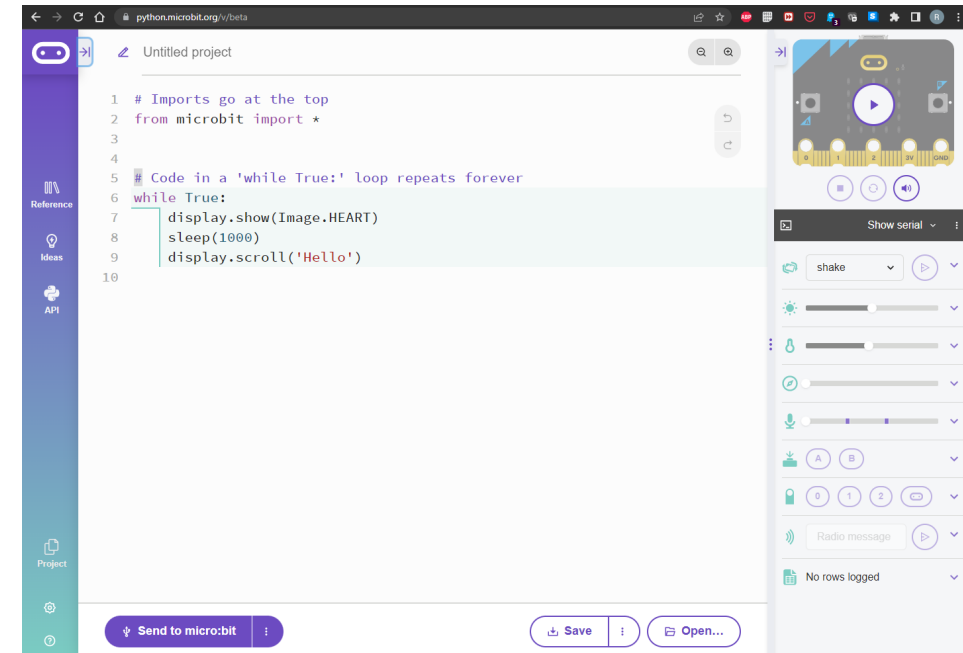 python.microbit.org/v/beta
ABP
3
S
R
Untitled project
1 # Imports go at the top
2 from microbit import *
3
4
5 # Code in a 'while True:' loop repeats forever
6 while True:
7 display.show(Image.HEART)
8 sleep(1000)
9 display.scroll('Hello')
10
Reference
Ideas
API
Project
Send to micro:bit
Save
Open...
A
B
0 1 2 3V GND
Show serial
shake
A B
0 1 2
Radio message
No rows logged